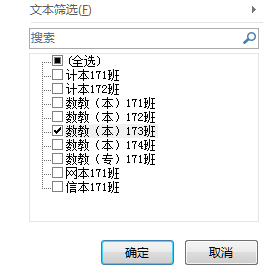 文本筛选(F)
搜索
(全选)
计本171班
计本172班
数教（本）171班
数教（本）172班
数教（本）173班
数教（本）174班
数教（专）171班
网本171班
信本171班
确定
取消